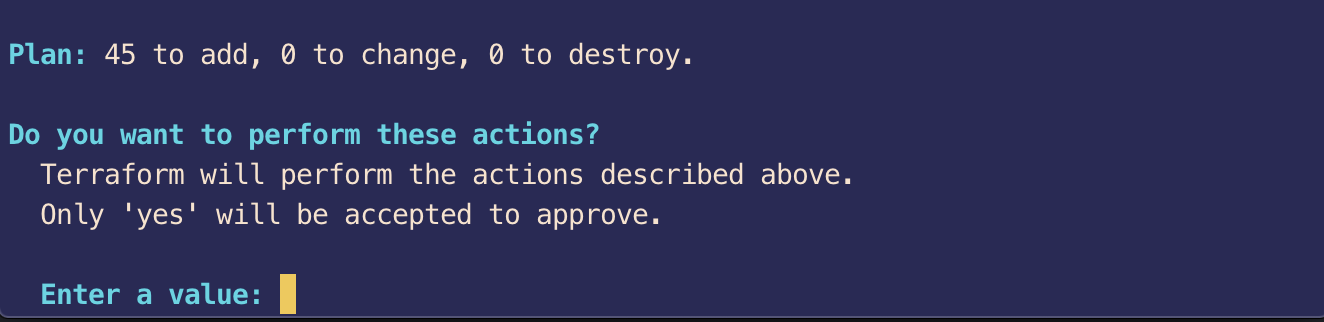 Plan: 45 to add, 0 to change, 0 to destroy.
Do you want to perform these actions?
Terraform will perform the actions described above.
Only 'yes' will be accepted to approve.
Enter a value: